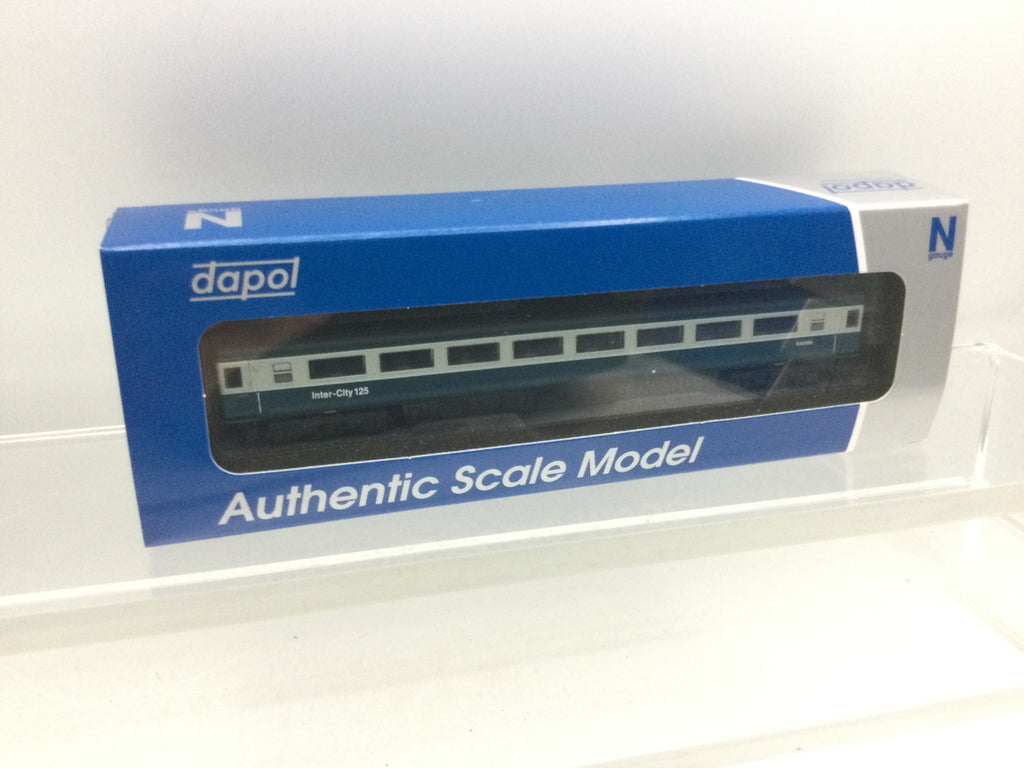 N
gauge
dapol
dapol
N
gauge
Inter-City 125
Authentic Scale Model